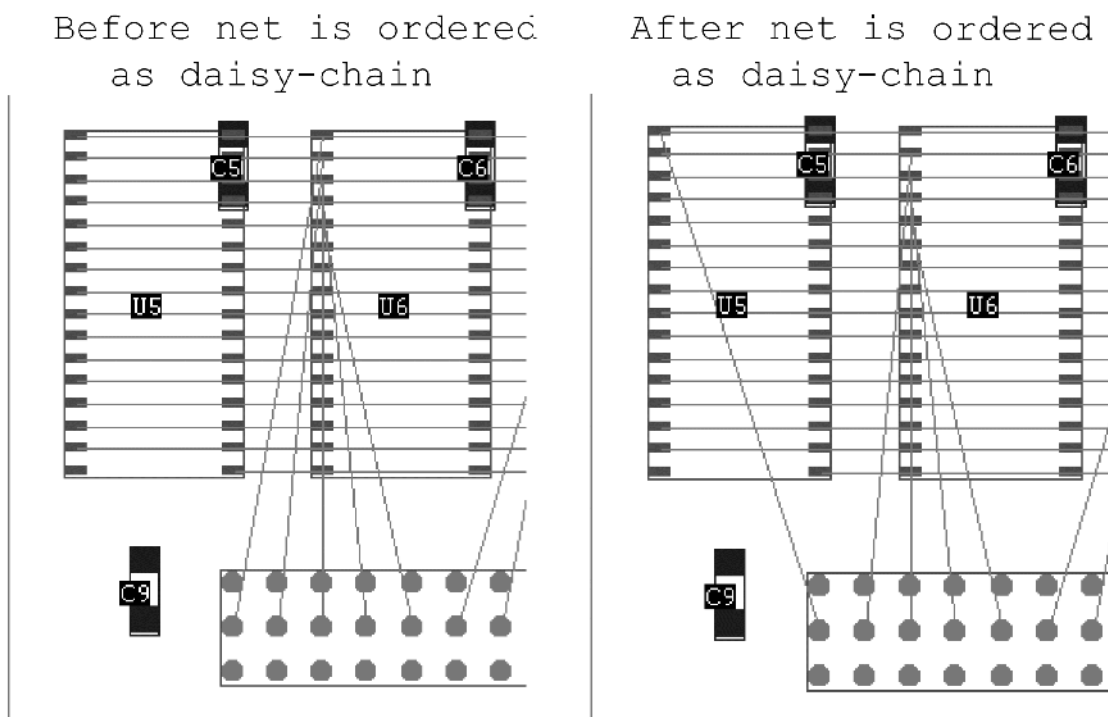 Before net is ordered
as daisy-chain
After net is ordered
as daisy-chain
C5
C6
U5
U6
C9
C5
C6
U5
U6
C9